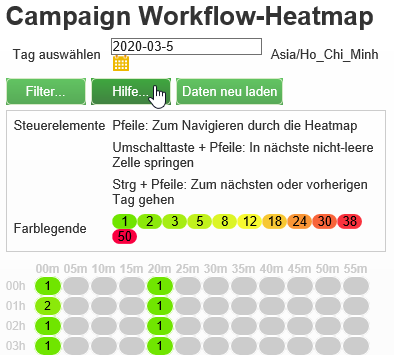 Campaign Workflow-Heatmap
Tag auswählen 2020-03-5 Asia/Ho_Chi_Minh
Filter... Hilfe... Daten neu laden
Steuerelemente Pfeile: Zum Navigieren durch die Heatmap
Umschalttaste + Pfeile: In nächste nicht-leere
Zelle springen
Strg + Pfeile: Zum nächsten oder vorherigen
Tag gehen
Farblegende 1 2 3 5 8 12 18 24 30 38
50
00m 05m 10m 15m 20m 25m 30m 35m 40m 45m 50m 55m
00h 1 1
01h 2 1
02h 1 1
03h 1 1